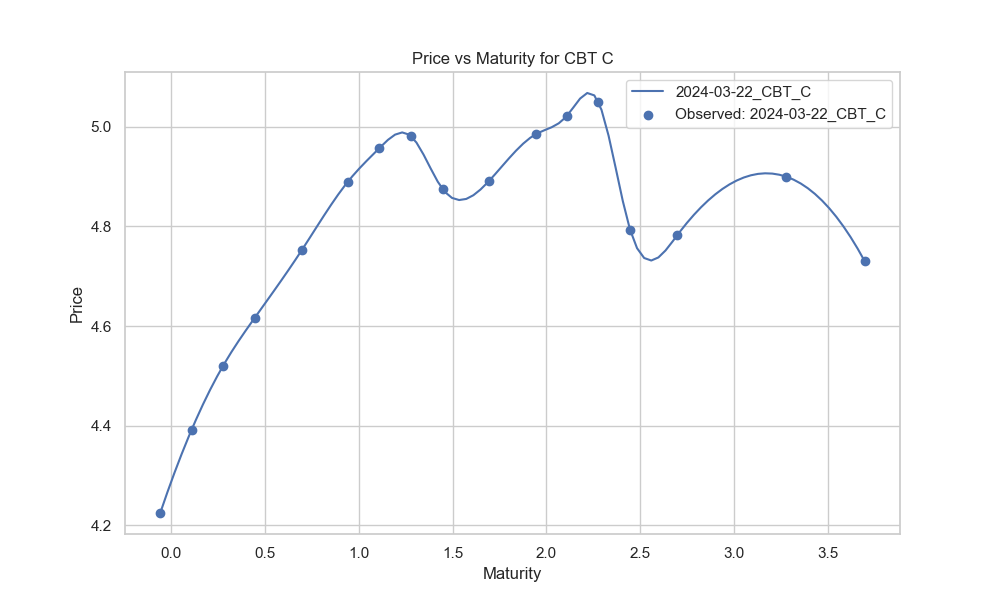 Price vs Maturity for CBT C
2024-03-22_CBT_C
Observed: 2024-03-22_CBT_C
Price
5.0
4.8
4.6
4.4
4.2
0.0 0.5 1.0 1.5 2.0 2.5 3.0 3.5
Maturity